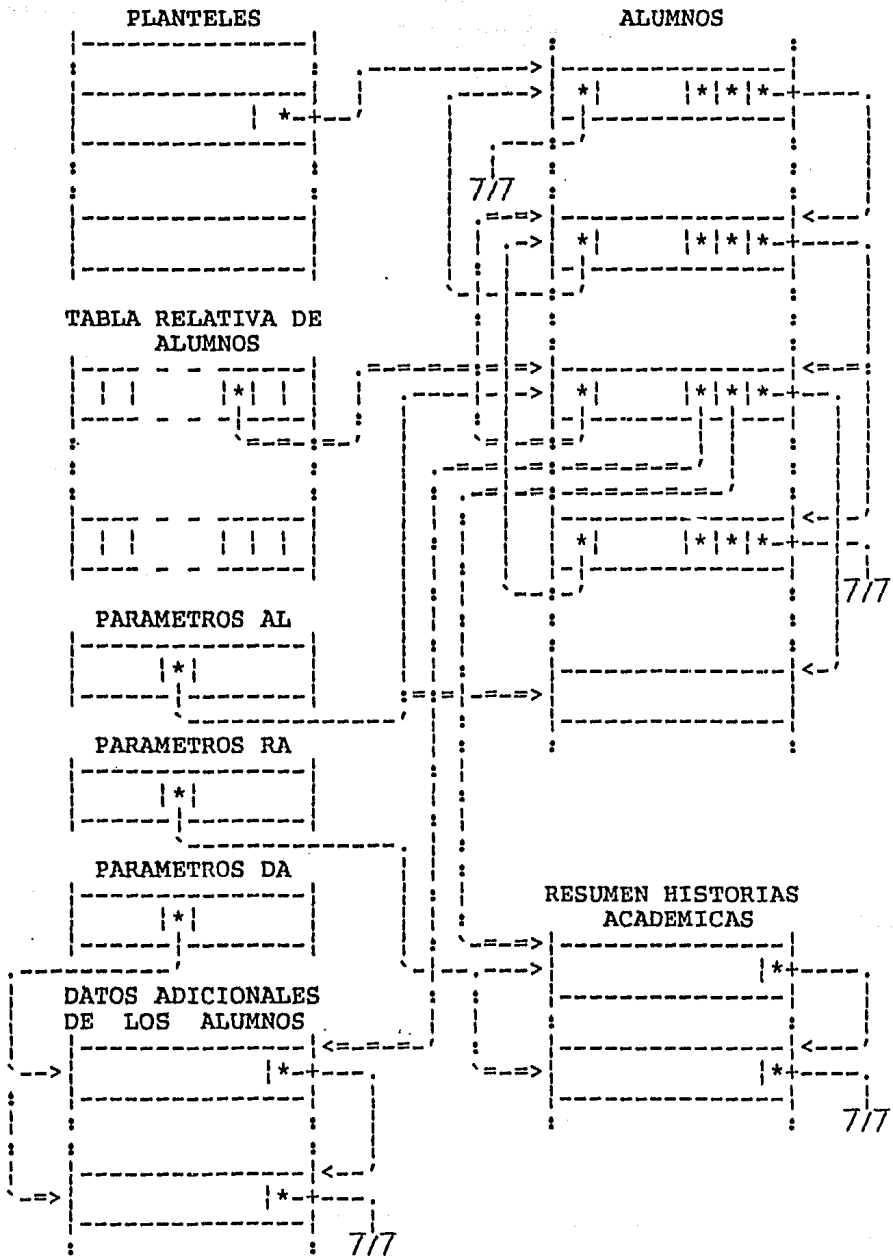 PLANTELES
ALUMNOS
TABLA RELATIVA DE
ALUMNOS
PARAMETROS AL
PARAMETROS RA
PARAMETROS DA
RESUMEN HISTORIAS
ACADEMICAS
DATOS ADICIONALES
DE LOS ALUMNOS